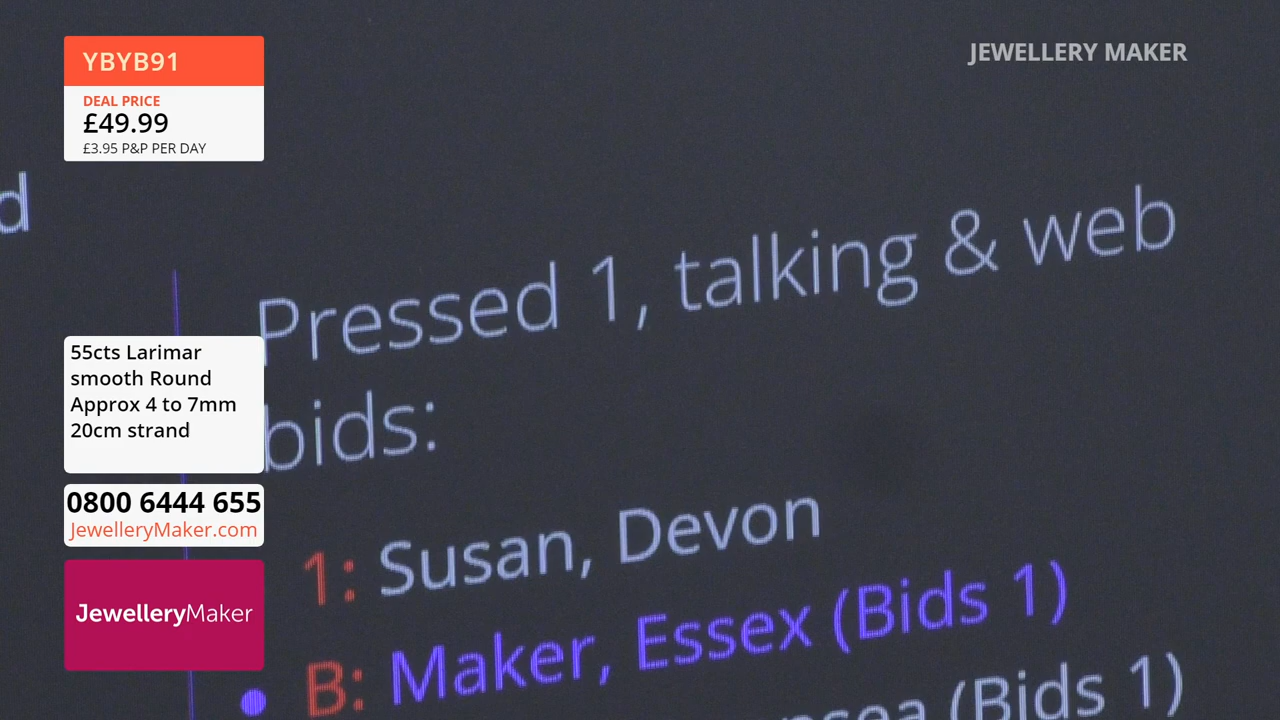 YBYB91
DEAL PRICE
£49.99
£3.95 P&P PER DAY
JEWELLERY MAKER
d
Pressed 1, talking & web
bids:
1: Susan, Devon
B: Maker, Essex (Bids 1)
(Bids 1)
55cts Larimar
smooth Round
Approx 4 to 7mm
20cm strand
0800 6444 655
JewelleryMaker.com
JewelleryMaker